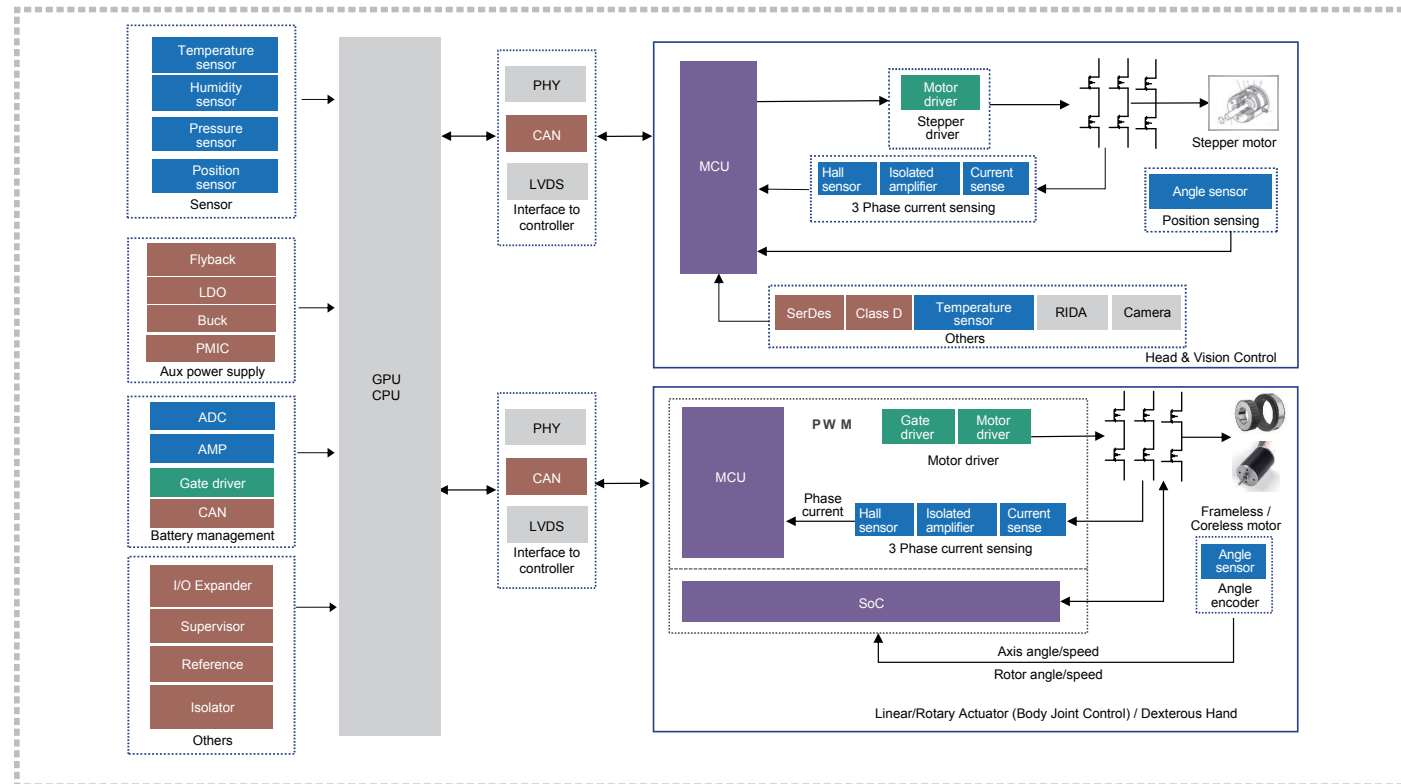 Temperature
sensor
Humidity
sensor
Pressure
sensor
Position
sensor
Sensor
Flyback
LDO
Buck
PMIC
Aux power supply
ADC
AMP
Gate driver
CAN
Battery management
I/O Expander
Supervisor
Reference
Isolator
Others
GPU
CPU
PHY
CAN
LVDS
Interface to
controller
PHY
CAN
LVDS
Interface to
controller
MCU
Motor
driver
Stepper
driver
Stepper motor
Hall
sensor
Isolated
amplifier
Current
sense
3 Phase current sensing
Angle sensor
Position sensing
SerDes
Class D
Temperature
sensor
RIDA
Camera
Others
Head & Vision Control
MCU
PWM
Gate
driver
Motor
driver
Motor driver
Phase
current
Hall
sensor
Isolated
amplifier
Current
sense
3 Phase current sensing
Frameless /
Coreless motor
Angle
sensor
Angle
encoder
SoC
Axis angle/speed
Rotor angle/speed
Linear/Rotary Actuator (Body Joint Control) / Dexterous Hand